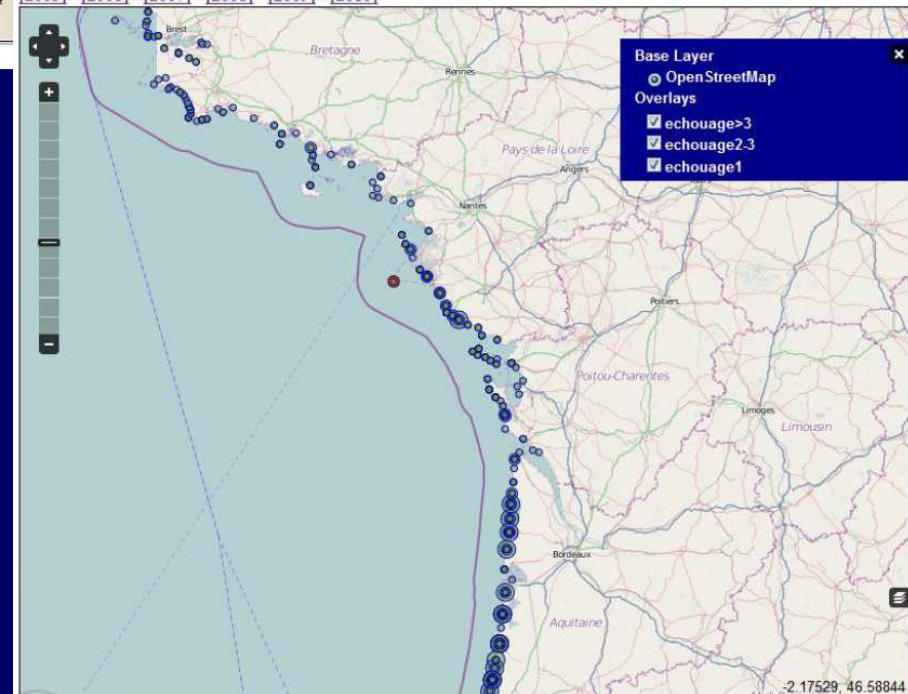 Brest
Bretagne
Rennes
Base Layer
OpenStreetMap
Overlays
echouage>3
echouage2-3
echouage1
Pays de la Loire
Angers
Nantes
Poitiers
Poitou-Charentes
Limoges
Limousin
Bordeaux
Aquitaine
-2.17529, 46.58844